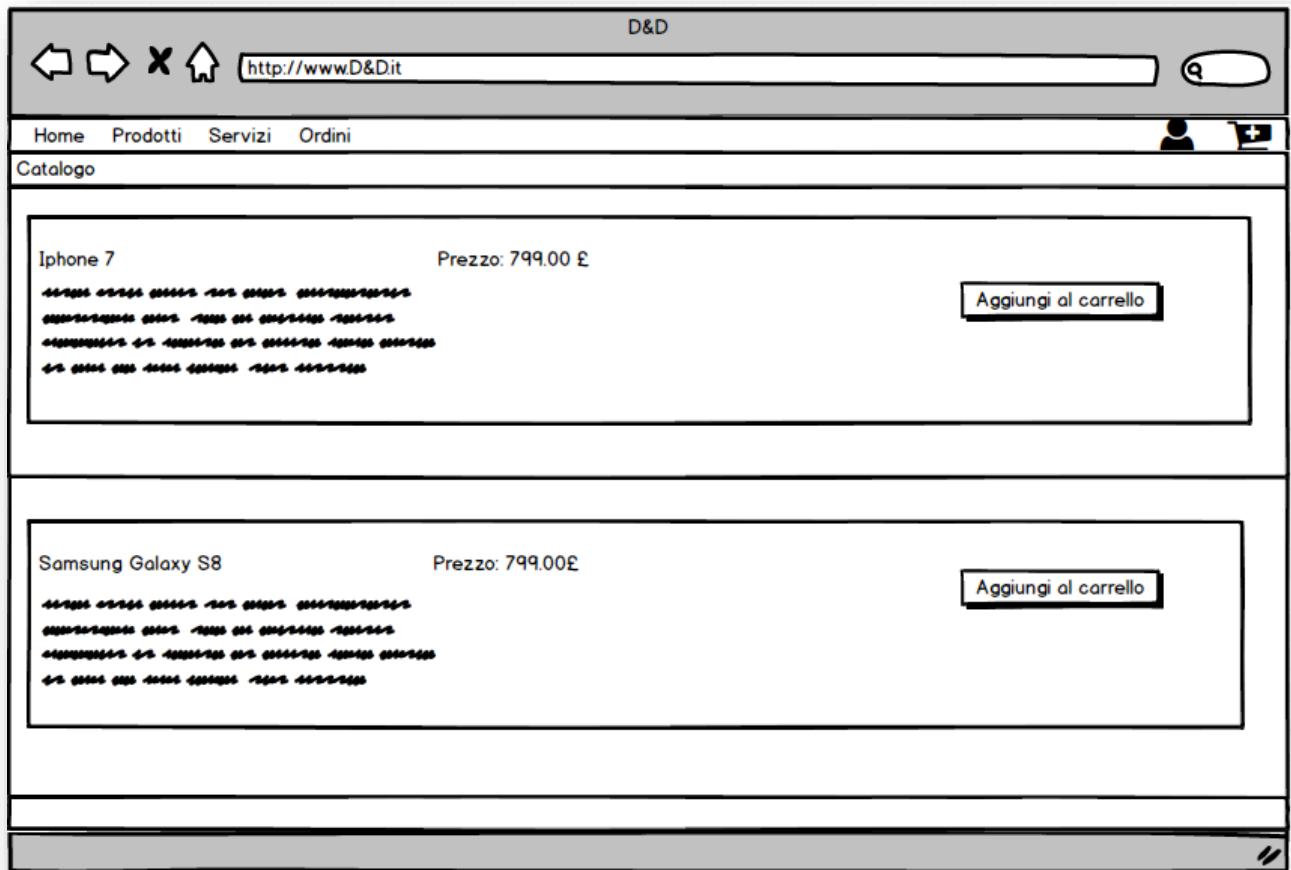 D&D
http://www.D&D.it
Home Prodotti Servizi Ordini
Catalogo
Iphone 7 Prezzo: 799.00 £
Aggiungi al carrello
Samsung Galaxy S8 Prezzo: 799.00£
Aggiungi al carrello